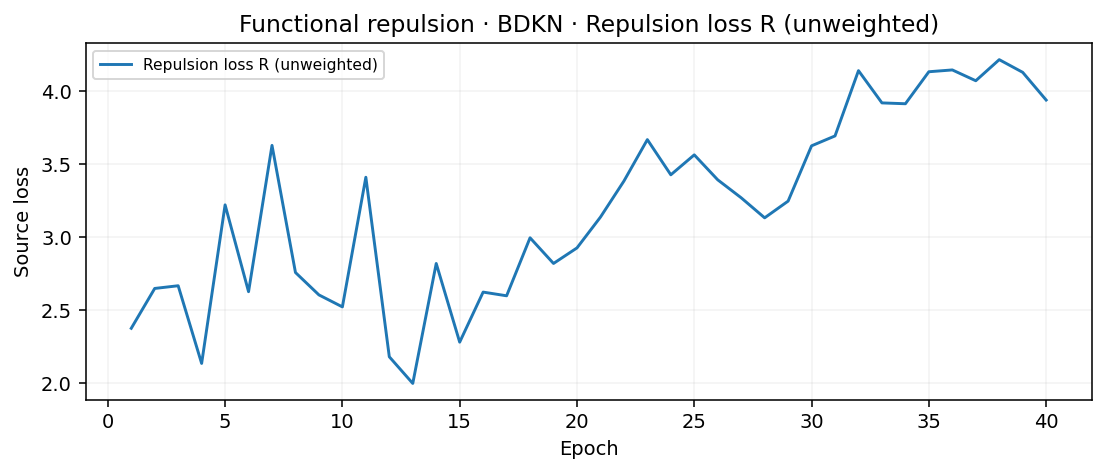 Functional repulsion · BDKN · Repulsion loss R (unweighted)
Repulsion loss R (unweighted)
Source loss
4.0
3.5
3.0
2.5
2.0
0 5 10 15 20 25 30 35 40
Epoch